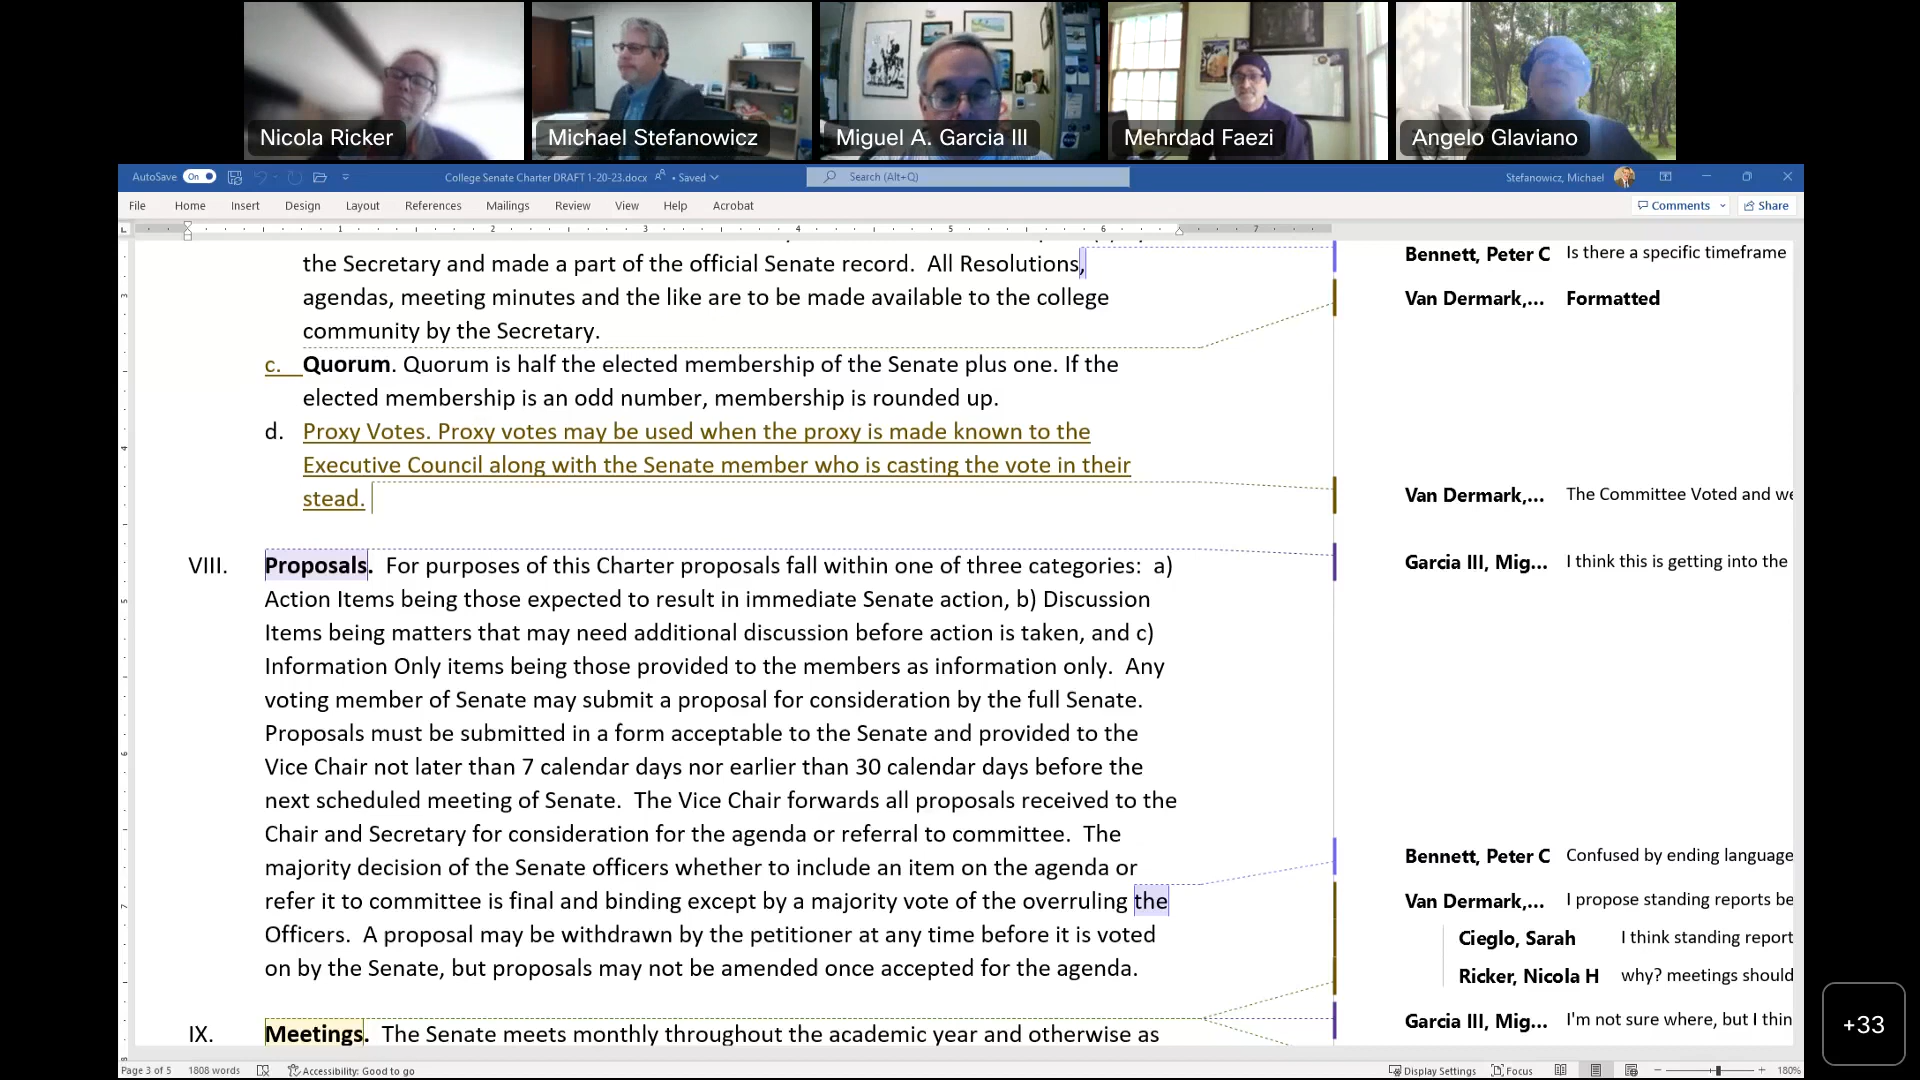 Nicola Ricker
Michael Stefanowicz
Miguel A. Garcia III
Mehrdad Faezi
Angelo Glaviano
AutoSave On College Senate Charter DRAFT 1-20-23.docx • Saved Search (Alt+Q) Stefanowicz, Michael
File Home Insert Design Layout References Mailings Review View Help Acrobat Comments Share
1 2 3 4 5 6 7
the Secretary and made a part of the official Senate record.  All Resolutions,
agendas, meeting minutes and the like are to be made available to the college
community by the Secretary.
c. Quorum. Quorum is half the elected membership of the Senate plus one. If the
elected membership is an odd number, membership is rounded up.
d. Proxy Votes. Proxy votes may be used when the proxy is made known to the
Executive Council along with the Senate member who is casting the vote in their
stead.
VIII. Proposals.  For purposes of this Charter proposals fall within one of three categories:  a)
Action Items being those expected to result in immediate Senate action, b) Discussion
Items being matters that may need additional discussion before action is taken, and c)
Information Only items being those provided to the members as information only.  Any
voting member of Senate may submit a proposal for consideration by the full Senate.
Proposals must be submitted in a form acceptable to the Senate and provided to the
Vice Chair not later than 7 calendar days nor earlier than 30 calendar days before the
next scheduled meeting of Senate.  The Vice Chair forwards all proposals received to the
Chair and Secretary for consideration for the agenda or referral to committee.  The
majority decision of the Senate officers whether to include an item on the agenda or
refer it to committee is final and binding except by a majority vote of the overruling the
Officers.  A proposal may be withdrawn by the petitioner at any time before it is voted
on by the Senate, but proposals may not be amended once accepted for the agenda.
IX. Meetings.  The Senate meets monthly throughout the academic year and otherwise as
Bennett, Peter C Is there a specific timeframe
Van Dermark,... Formatted
Van Dermark,... The Committee Voted and we
Garcia III, Mig... I think this is getting into the
Bennett, Peter C Confused by ending language
Van Dermark,... I propose standing reports be
Cieglo, Sarah I think standing report
Ricker, Nicola H why? meetings should
Garcia III, Mig... I'm not sure where, but I thin
+33
Page 3 of 5 1808 words Accessibility: Good to go Display Settings Focus 180%